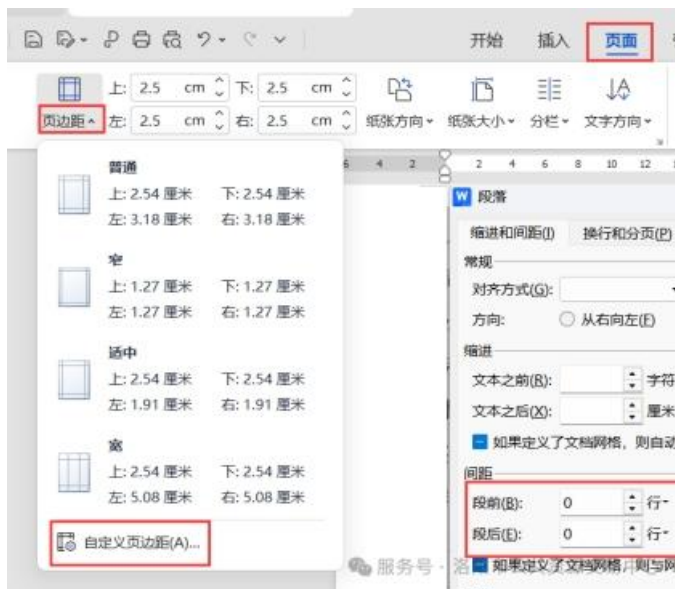 开始 插入 页面
上: 2.5 cm 下: 2.5 cm
页边距 左: 2.5 cm 右: 2.5 cm 纸张方向 纸张大小 分栏 文字方向
6 4 2 2 4 6 8 10 12
普通
上: 2.54 厘米 下: 2.54 厘米
左: 3.18 厘米 右: 3.18 厘米
窄
上: 1.27 厘米 下: 1.27 厘米
左: 1.27 厘米 右: 1.27 厘米
适中
上: 2.54 厘米 下: 2.54 厘米
左: 1.91 厘米 右: 1.91 厘米
宽
上: 2.54 厘米 下: 2.54 厘米
左: 5.08 厘米 右: 5.08 厘米
自定义页边距(A)...
W 段落
缩进和间距(I) 换行和分页(P)
常规
对齐方式(G):
方向: 从右向左(F)
缩进
文本之前(R): 字符
文本之后(X): 厘米
如果定义了文档网格，则自动
间距
段前(B): 0 行
段后(E): 0 行
如果定义了文档网格，则与网
服务号 · 洛